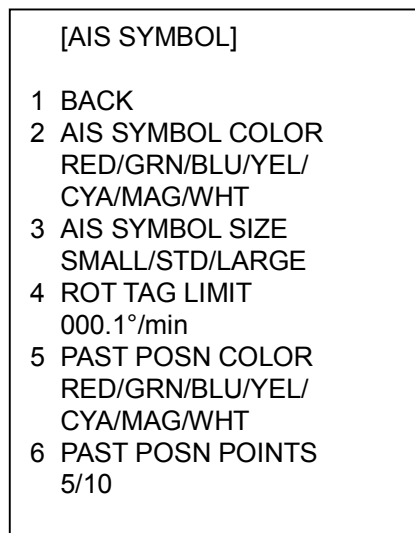 [AIS SYMBOL]
1 BACK
2 AIS SYMBOL COLOR
RED/GRN/BLU/YEL/
CYA/MAG/WHT
3 AIS SYMBOL SIZE
SMALL/STD/LARGE
4 ROT TAG LIMIT
000.1°/min
5 PAST POSN COLOR
RED/GRN/BLU/YEL/
CYA/MAG/WHT
6 PAST POSN POINTS
5/10